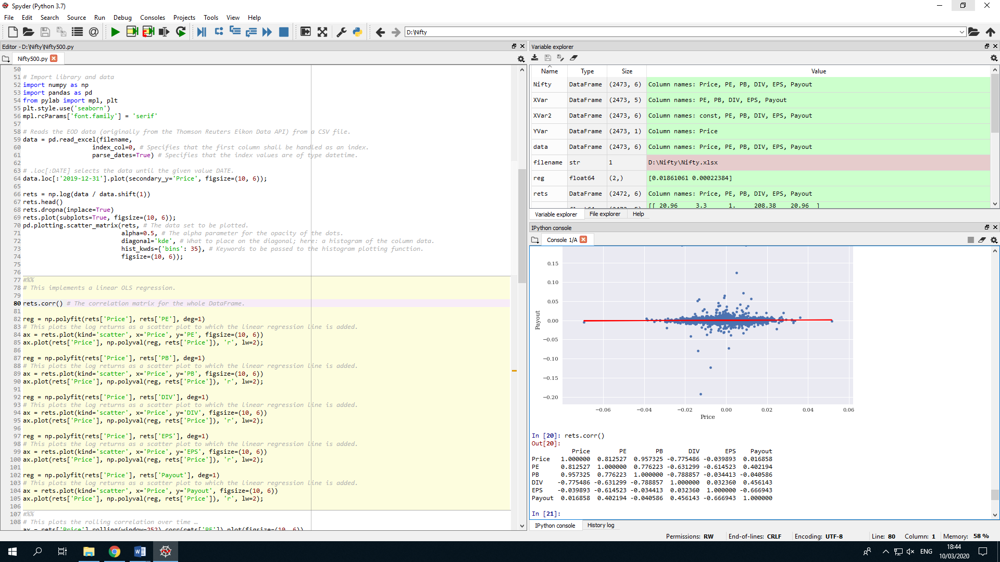 Spyder (Python 3.7)
File Edit Search Source Run Debug Consoles Projects Tools View Help
D:\Nifty
Editor - D:\Nifty\Nifty500.py
Nifty500.py
50
51 # Import library and data
52 import numpy as np
53 import pandas as pd
54 from pylab import mpl, plt
55 plt.style.use('seaborn')
56 mpl.rcParams['font.family'] = 'serif'
57
58 # Reads the EOD data (originally from the Thomson Reuters Eikon Data API) from a CSV file.
59 data = pd.read_excel(filename,
60 index_col=0, # Specifies that the first column shall be handled as an index.
61 parse_dates=True) # Specifies that the index values are of type datetime.
62
63 # .loc[:DATE] selects the data until the given value DATE.
64 data.loc[:'2019-12-31'].plot(secondary_y='Price', figsize=(10, 6));
65
66 rets = np.log(data / data.shift(1))
67 rets.head()
68 rets.dropna(inplace=True)
69 rets.plot(subplots=True, figsize=(10, 6));
70 pd.plotting.scatter_matrix(rets, # The data set to be plotted.
71 alpha=0.5, # The alpha parameter for the opacity of the dots.
72 diagonal='kde', # What to place on the diagonal; here: a histogram of the column data.
73 hist_kwds={'bins': 35}, # Keywords to be passed to the histogram plotting function.
74 figsize=(10, 6));
75
76
77 #%%
78 # This implements a linear OLS regression.
79
80 rets.corr() # The correlation matrix for the whole DataFrame.
81
82 reg = np.polyfit(rets['Price'], rets['PE'], deg=1)
83 # This plots the log returns as a scatter plot to which the linear regression line is added.
84 ax = rets.plot(kind='scatter', x='Price', y='PE', figsize=(10, 6))
85 ax.plot(rets['Price'], np.polyval(reg, rets['Price']), 'r', lw=2);
86
87 reg = np.polyfit(rets['Price'], rets['PB'], deg=1)
88 # This plots the log returns as a scatter plot to which the linear regression line is added.
89 ax = rets.plot(kind='scatter', x='Price', y='PB', figsize=(10, 6))
90 ax.plot(rets['Price'], np.polyval(reg, rets['Price']), 'r', lw=2);
91
92 reg = np.polyfit(rets['Price'], rets['DIV'], deg=1)
93 # This plots the log returns as a scatter plot to which the linear regression line is added.
94 ax = rets.plot(kind='scatter', x='Price', y='DIV', figsize=(10, 6))
95 ax.plot(rets['Price'], np.polyval(reg, rets['Price']), 'r', lw=2);
96
97 reg = np.polyfit(rets['Price'], rets['EPS'], deg=1)
98 # This plots the log returns as a scatter plot to which the linear regression line is added.
99 ax = rets.plot(kind='scatter', x='Price', y='EPS', figsize=(10, 6))
100 ax.plot(rets['Price'], np.polyval(reg, rets['Price']), 'r', lw=2);
101
102 reg = np.polyfit(rets['Price'], rets['Payout'], deg=1)
103 # This plots the log returns as a scatter plot to which the linear regression line is added.
104 ax = rets.plot(kind='scatter', x='Price', y='Payout', figsize=(10, 6))
105 ax.plot(rets['Price'], np.polyval(reg, rets['Price']), 'r', lw=2);
106
107 #%%
108 # This plots the rolling correlation over time …
ax = rets['Price'].rolling(window=252).corr(rets['PE']).plot(figsize=(10, 6))
Variable explorer
Name Type Size Value
Nifty DataFrame (2473, 6) Column names: Price, PE, PB, DIV, EPS, Payout
XVar DataFrame (2473, 5) Column names: PE, PB, DIV, EPS, Payout
XVar2 DataFrame (2473, 6) Column names: const, PE, PB, DIV, EPS, Payout
YVar DataFrame (2473, 1) Column names: Price
data DataFrame (2473, 6) Column names: Price, PE, PB, DIV, EPS, Payout
filename str 1 D:\Nifty\Nifty.xlsx
reg float64 (2,) [0.01861061 0.00022384]
rets DataFrame (2472, 6) Column names: Price, PE, PB, DIV, EPS, Payout
[[ 20.96 3.3 1. 208.38 20.96 ]
Variable explorer File explorer Help
IPython console
Console 1/A
0.15
0.10
0.05
0.00
−0.05
−0.10
−0.15
−0.20
Payout
−0.06 −0.04 −0.02 0.00 0.02 0.04 0.06
Price
In [20]: rets.corr()
Out[20]:
Price PE PB DIV EPS Payout
Price 1.000000 0.812527 0.957325 -0.775486 -0.039893 0.016858
PE 0.812527 1.000000 0.776223 -0.631299 -0.614523 0.402194
PB 0.957325 0.776223 1.000000 -0.788857 -0.034413 -0.040586
DIV -0.775486 -0.631299 -0.788857 1.000000 0.032360 0.456143
EPS -0.039893 -0.614523 -0.034413 0.032360 1.000000 -0.666943
Payout 0.016858 0.402194 -0.040586 0.456143 -0.666943 1.000000
In [21]:
IPython console History log
Permissions: RW End-of-lines: CRLF Encoding: UTF-8 Line: 80 Column: 1 Memory: 58 %
ENG
18:44
10/03/2020